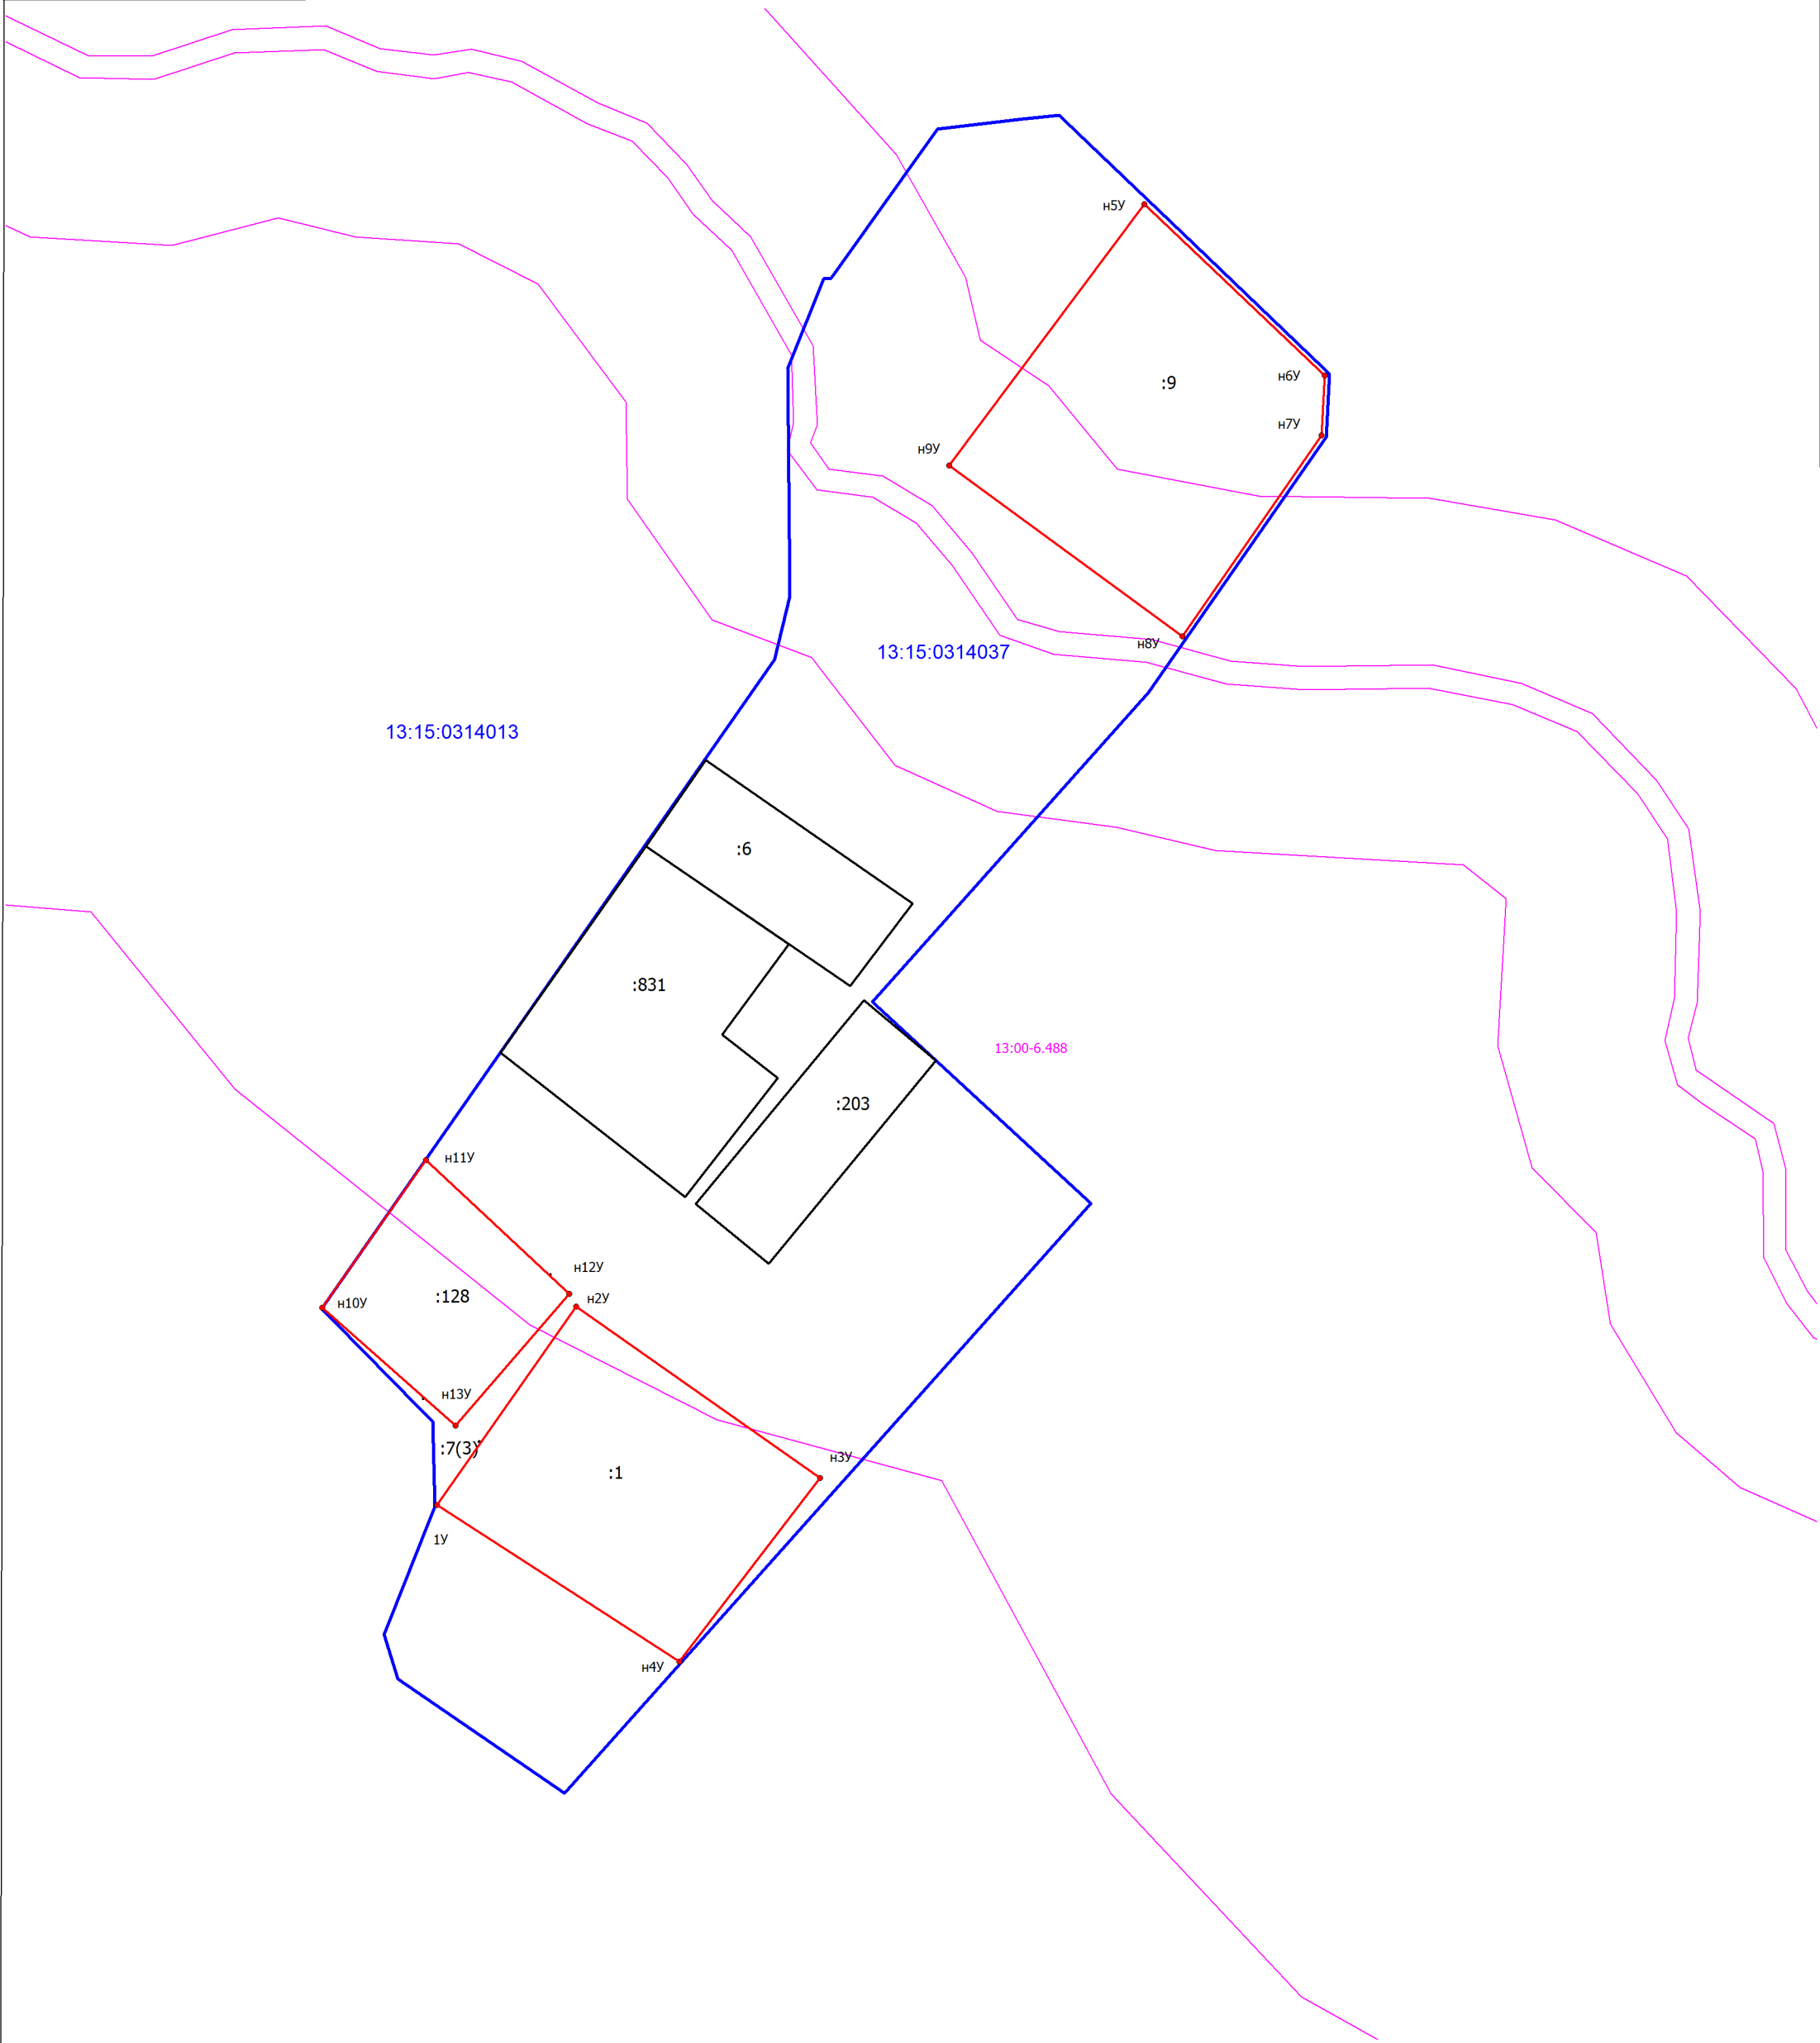 н5У
н6У
:9
н7У
н9У
н8У
13:15:0314037
13:15:0314013
:6
:831
13:00-6.488
:203
н11У
н12У
:128
н2У
н10У
н13У
:7(3)
н3У
:1
1У
н4У